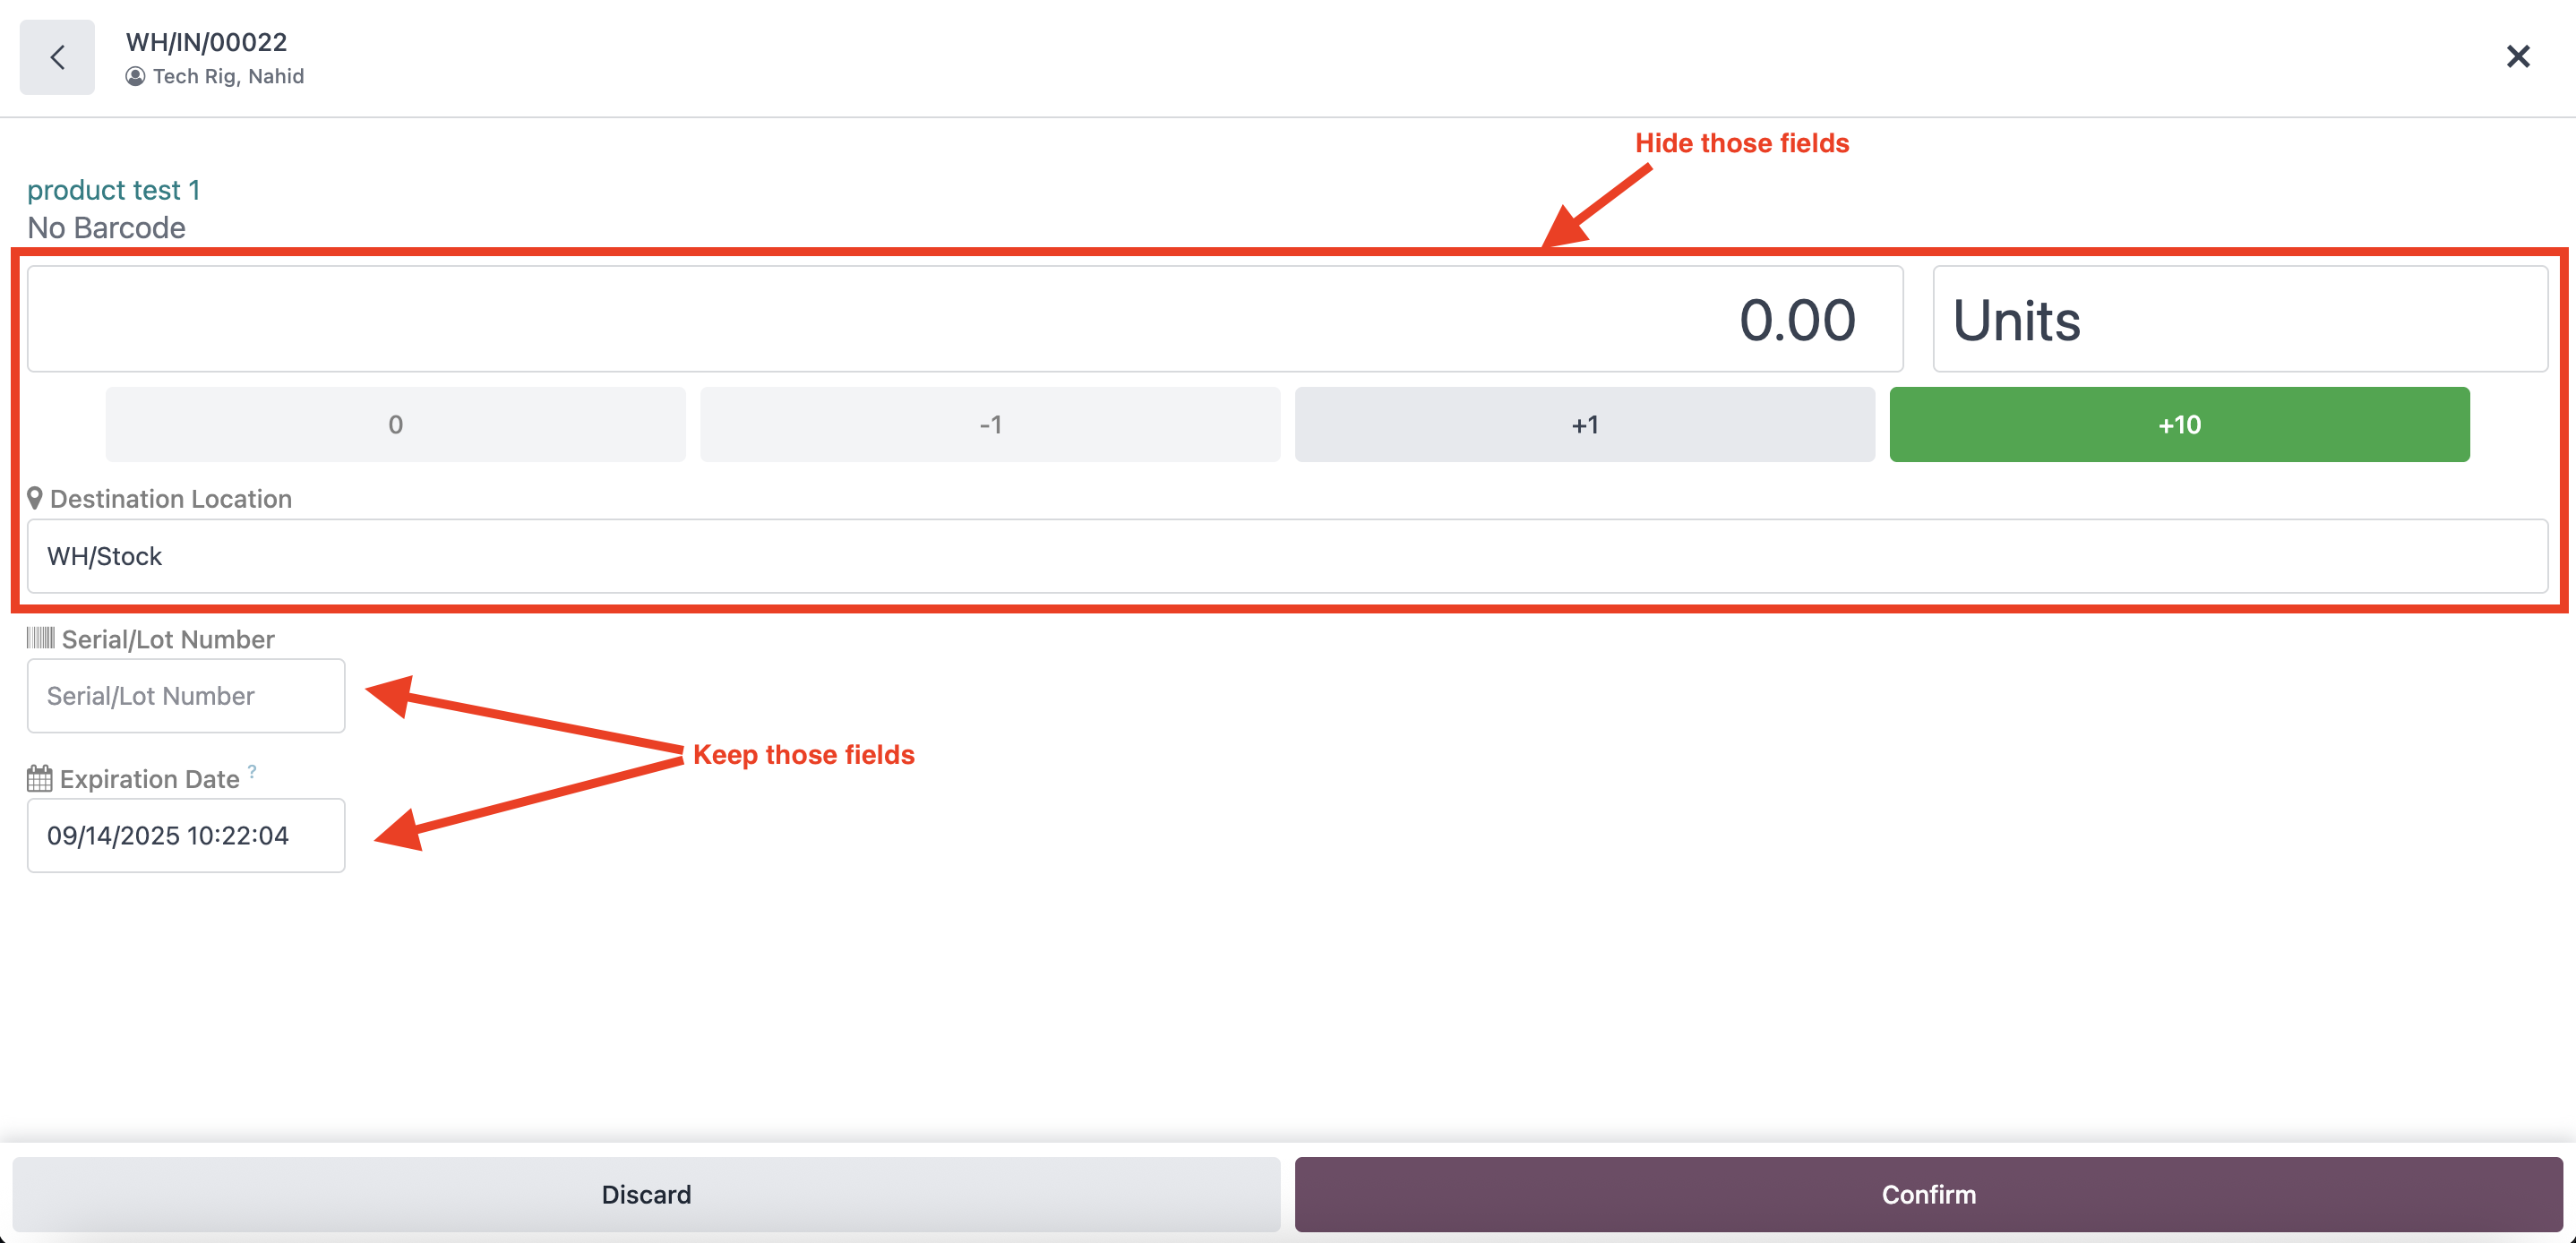 WH/IN/00022
Tech Rig, Nahid
Hide those fields
product test 1
No Barcode
0.00
Units
0
-1
+1
+10
Destination Location
WH/Stock
Serial/Lot Number
Serial/Lot Number
Keep those fields
Expiration Date ?
09/14/2025 10:22:04
Discard
Confirm